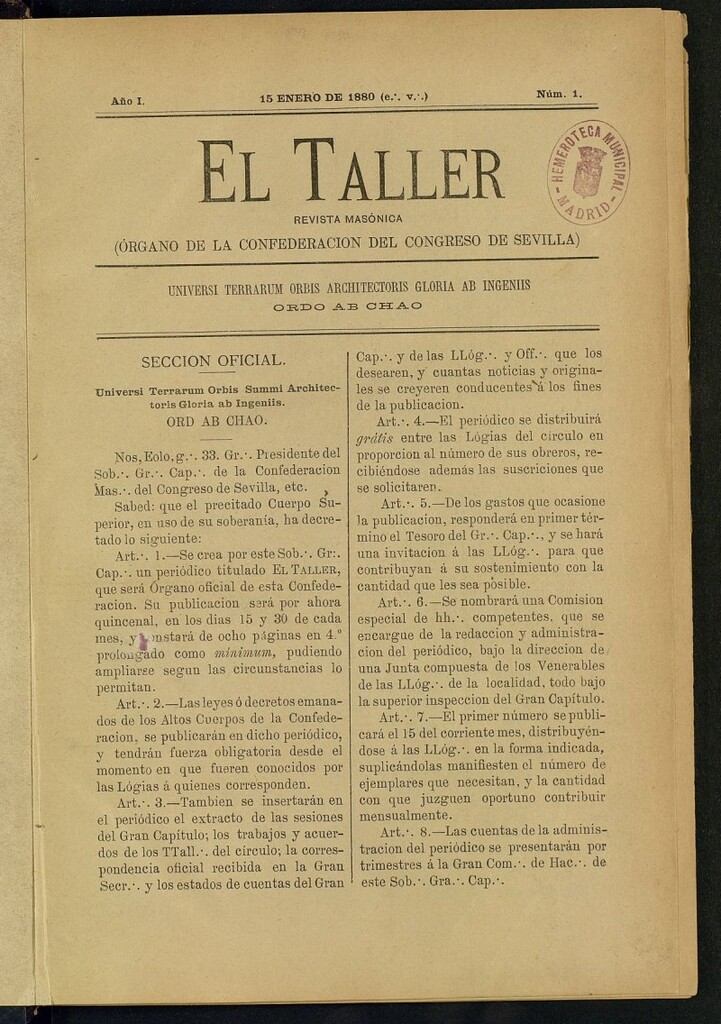 Año I.
15 ENERO DE 1880 (e.·. v.·.)
Núm. 1.
EL TALLER
REVISTA MASÓNICA
(ÓRGANO DE LA CONFEDERACION DEL CONGRESO DE SEVILLA)
HEMEROTECA MUNICIPAL
- MADRID -
UNIVERSI TERRARUM ORBIS ARCHITECTORIS GLORIA AB INGENIIS
ORDO AB CHAO
SECCION OFICIAL.
Universi Terrarum Orbis Summi Architec-
toris Gloria ab Ingeniis.
ORD AB CHAO.
Nos, Eolo, g.·. 33. Gr.·. Presidente del
Sob.·. Gr.·. Cap.·. de la Confederacion
Mas.·. del Congreso de Sevilla, etc.
Sabed: que el precitado Cuerpo Su-
perior, en uso de su soberanía, ha decre-
tado lo siguiente:
Art.·. 1.—Se crea por este Sob.·. Gr.·.
Cap.·. un periódico titulado EL TALLER,
que será Órgano oficial de esta Confede-
racion. Su publicacion será por ahora
quincenal, en los dias 15 y 30 de cada
mes, y constará de ocho páginas en 4.º
prolongado como minimum, pudiendo
ampliarse segun las circunstancias lo
permitan.
Art.·. 2.—Las leyes ó decretos emana-
dos de los Altos Cuerpos de la Confede-
racion, se publicarán en dicho periódico,
y tendrán fuerza obligatoria desde el
momento en que fueren conocidos por
las Lógias á quienes corresponden.
Art.·. 3.—Tambien se insertarán en
el periódico el extracto de las sesiones
del Gran Capítulo; los trabajos y acuer-
dos de los TTall.·. del círculo; la corres-
pondencia oficial recibida en la Gran
Secr.·. y los estados de cuentas del Gran
Cap.·. y de las LLóg.·. y Off.·. que los
desearen, y cuantas noticias y origina-
les se creyeren conducentes á los fines
de la publicacion.
Art.·. 4.—El periódico se distribuirá
grátis entre las Lógias del círculo en
proporcion al número de sus obreros, re-
cibiéndose además las suscriciones que
se solicitaren.
Art.·. 5.—De los gastos que ocasione
la publicacion, responderá en primer tér-
mino el Tesoro del Gr.·. Cap.·., y se hará
una invitacion á las LLóg.·. para que
contribuyan á su sostenimiento con la
cantidad que les sea posible.
Art.·. 6.—Se nombrará una Comision
especial de hh.·. competentes, que se
encargue de la redaccion y administra-
cion del periódico, bajo la direccion de
una Junta compuesta de los Venerables
de las LLóg.·. de la localidad, todo bajo
la superior inspeccion del Gran Capítulo.
Art.·. 7.—El primer número se publi-
cará el 15 del corriente mes, distribuyén-
dose á las LLóg.·. en la forma indicada,
suplicándolas manifiesten el número de
ejemplares que necesitan, y la cantidad
con que juzguen oportuno contribuir
mensualmente.
Art.·. 8.—Las cuentas de la adminis-
tracion del periódico se presentarán por
trimestres á la Gran Com.·. de Hac.·. de
este Sob.·. Gra.·. Cap.·.